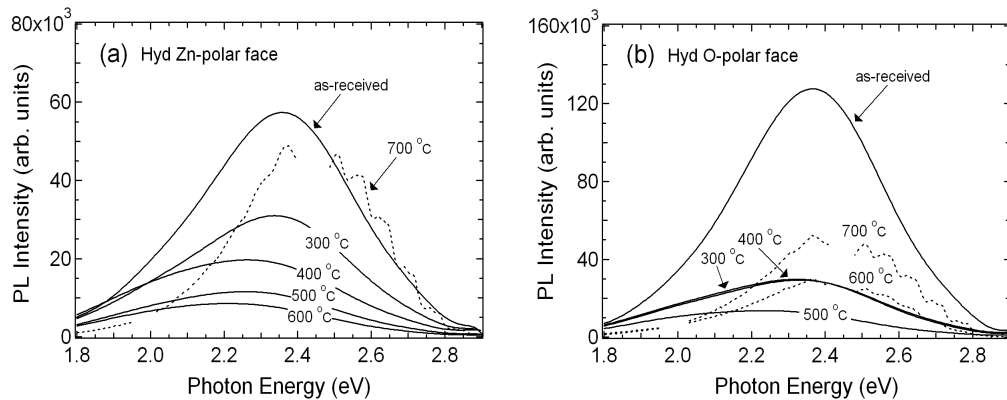 80x10³
60
40
20
0
1.8
2.0
2.2
2.4
2.6
2.8
PL Intensity (arb. units)
Photon Energy (eV)
(a) Hyd Zn-polar face
as-received
700 °C
300 °C
400 °C
500 °C
600 °C
160x10³
120
80
40
0
1.8
2.0
2.2
2.4
2.6
2.8
PL Intensity (arb. units)
Photon Energy (eV)
(b) Hyd O-polar face
as-received
700 °C
400 °C
300 °C
600 °C
500 °C